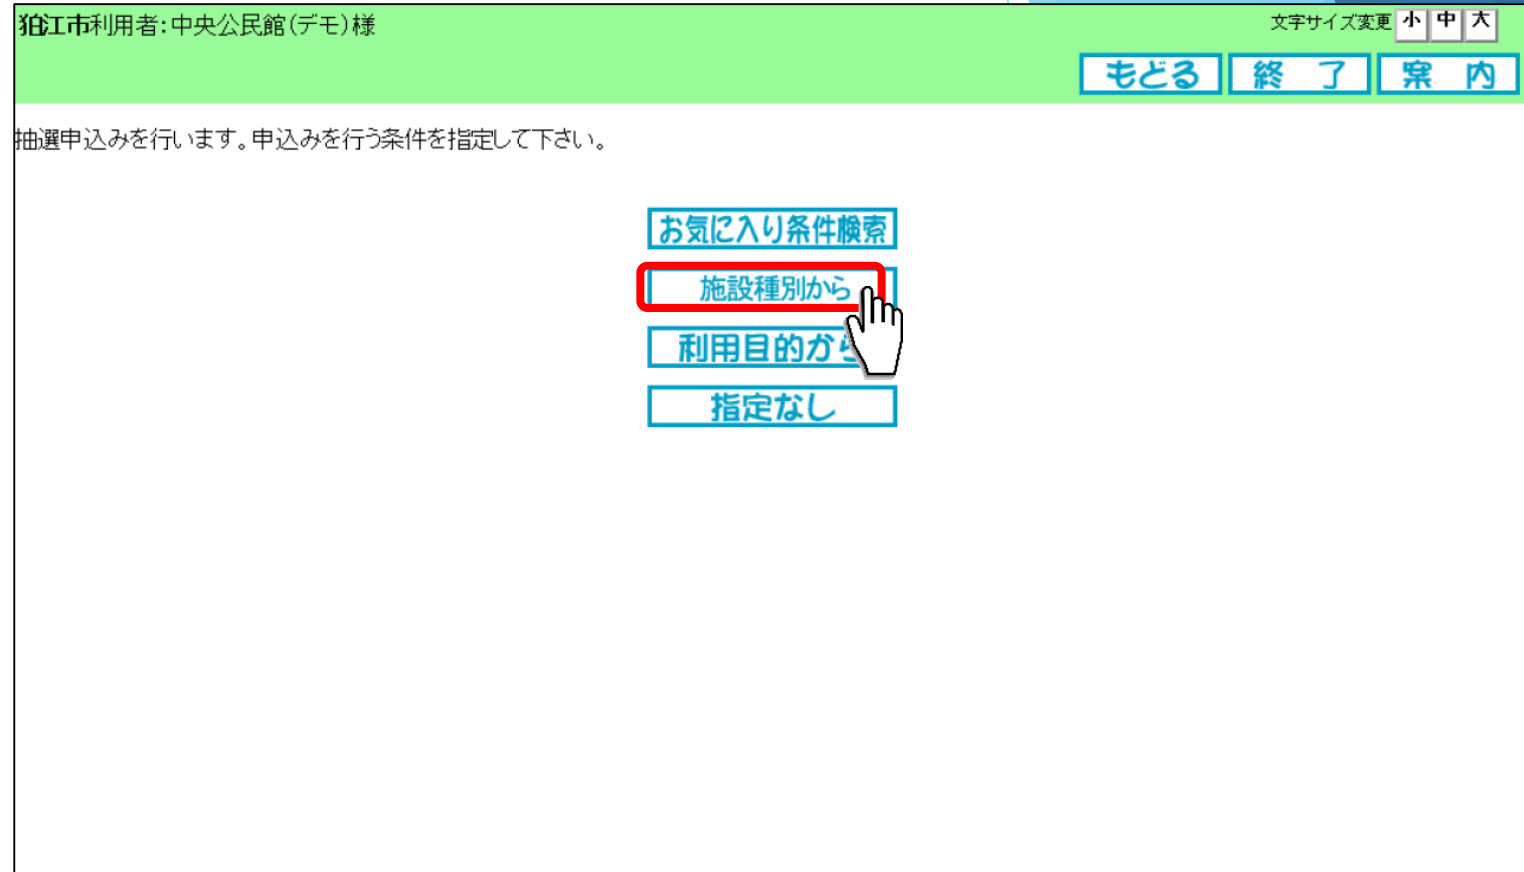 狛江市利用者:中央公民館(デモ)様
文字サイズ変更 小 中 大
もどる 終 了 案 内
抽選申込みを行います。申込みを行う条件を指定して下さい。
お気に入り条件検索
施設種別から
利用目的から
指定なし